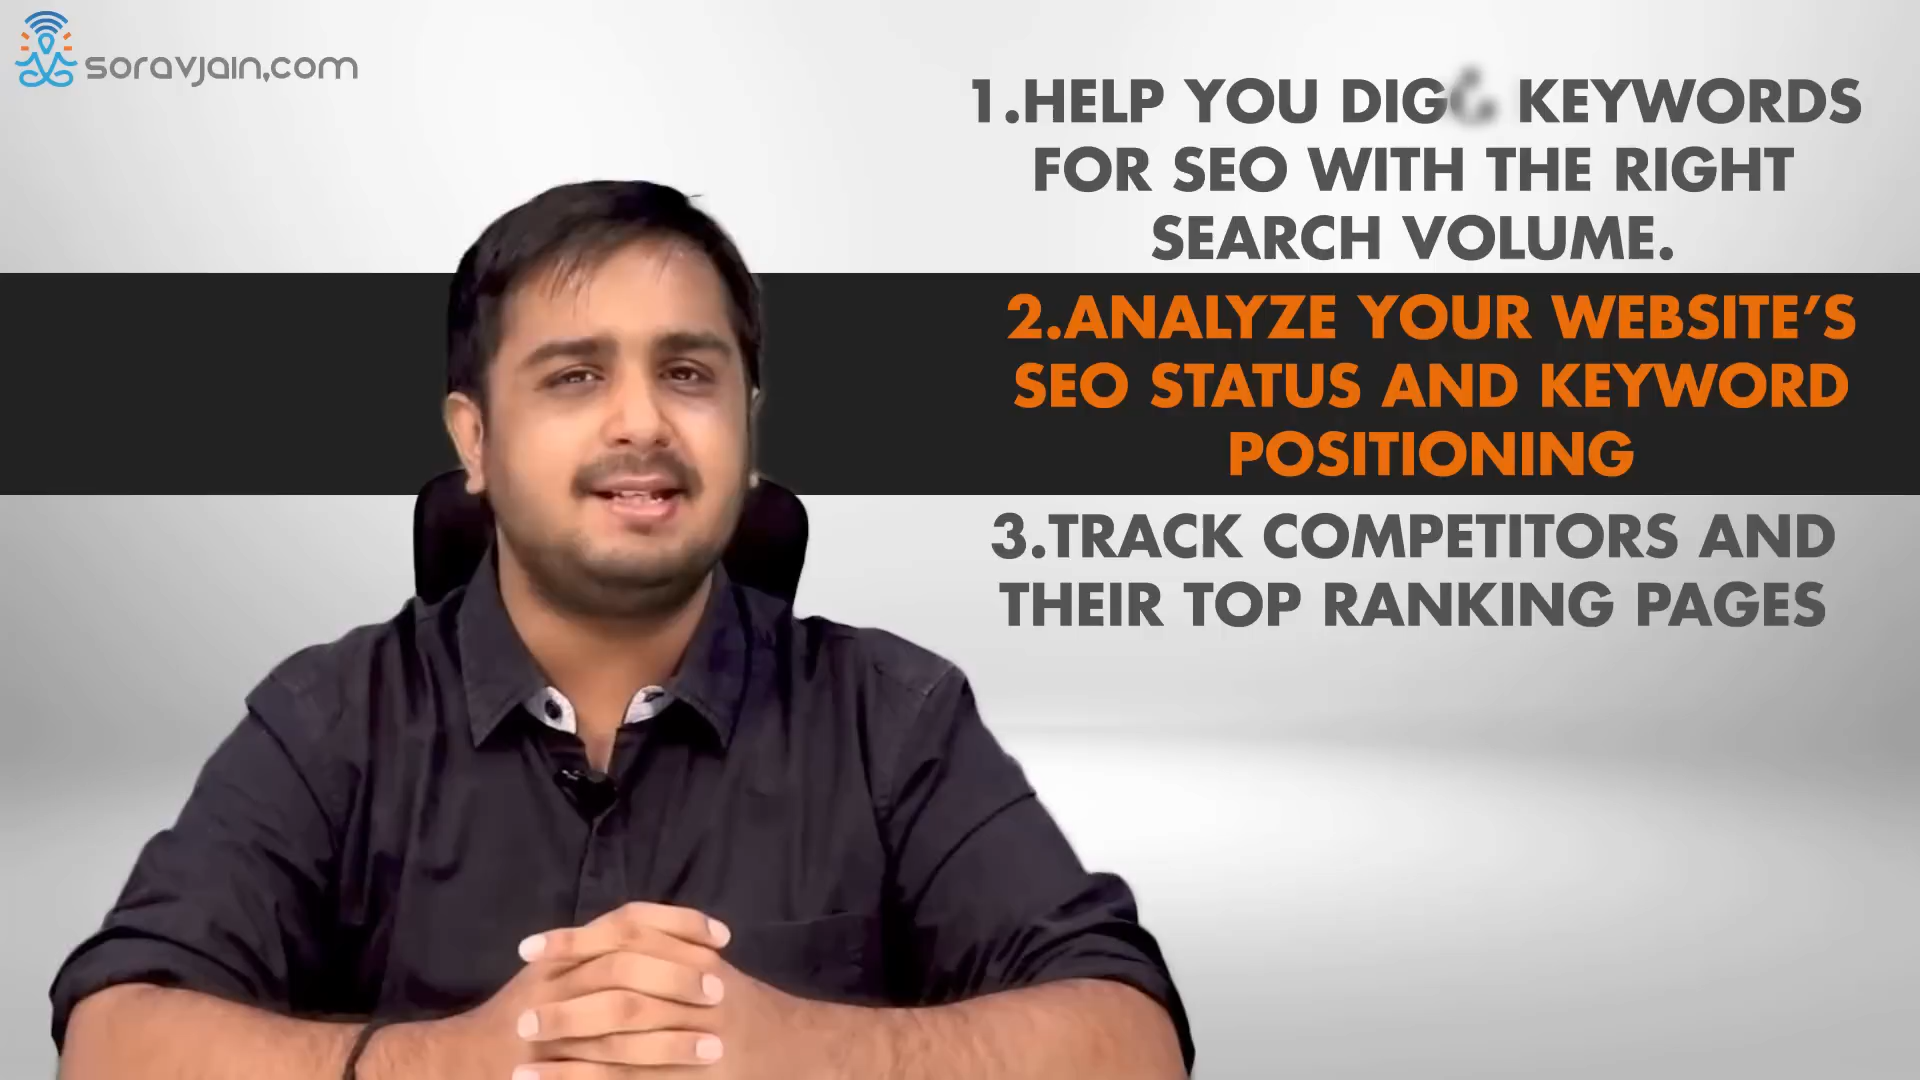 soravjain.com
1.HELP YOU DIG KEYWORDS
FOR SEO WITH THE RIGHT
SEARCH VOLUME.
2.ANALYZE YOUR WEBSITE'S
SEO STATUS AND KEYWORD
POSITIONING
3.TRACK COMPETITORS AND
THEIR TOP RANKING PAGES